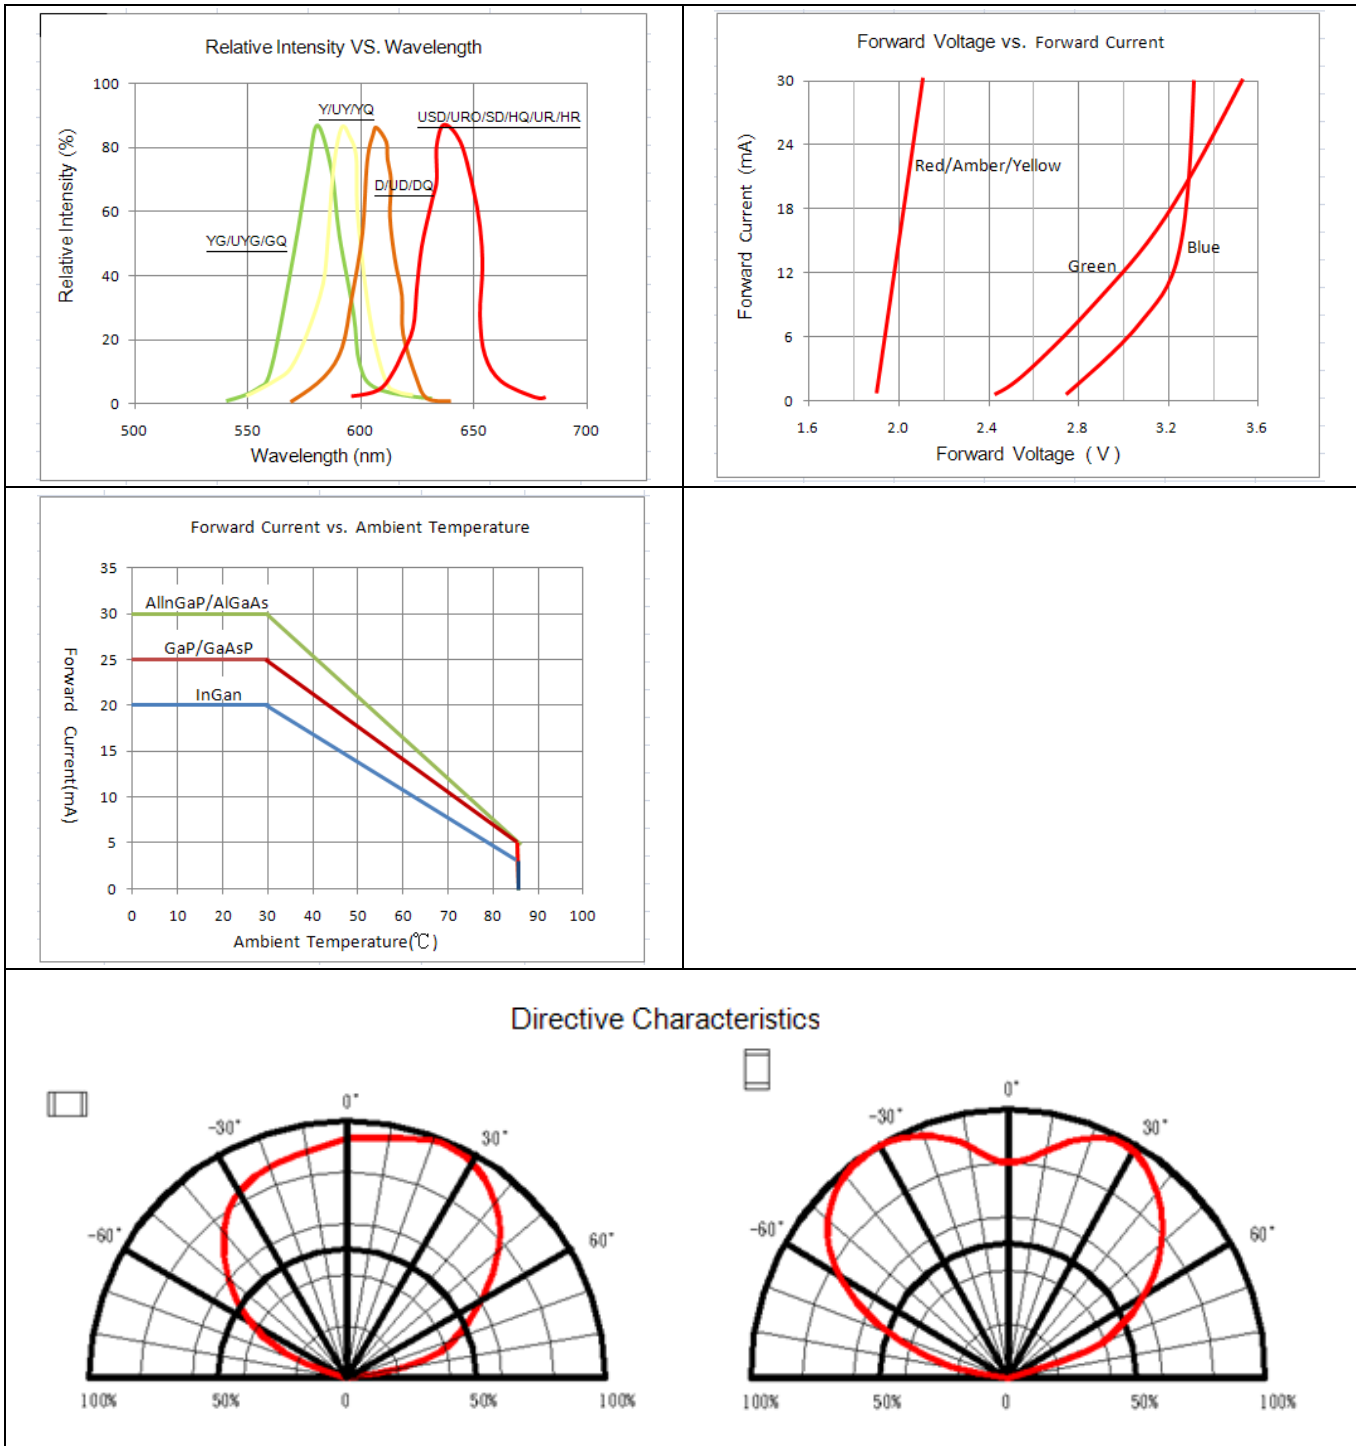 Relative Intensity VS. Wavelength
100
80
60
40
20
0
Relative Intensity (%)
Y/UY/YQ
USD/URO/SD/HQ/UR/HR
D/UD/DQ
YG/UYG/GQ
500 550 600 650 700
Wavelength (nm)
Forward Voltage vs. Forward Current
30
24
18
12
6
0
Forward Current (mA)
Red/Amber/Yellow
Green
Blue
1.6 2.0 2.4 2.8 3.2 3.6
Forward Voltage ( V )
Forward Current vs. Ambient Temperature
35
30
25
20
15
10
5
0
Forward Current(mA)
AlInGaP/AlGaAs
GaP/GaAsP
InGan
0 10 20 30 40 50 60 70 80 90 100
Ambient Temperature(℃)
Directive Characteristics
0°
-30° 30°
-60° 60°
100% 50% 0 50% 100%
0°
-30° 30°
-60° 60°
100% 50% 0 50% 100%